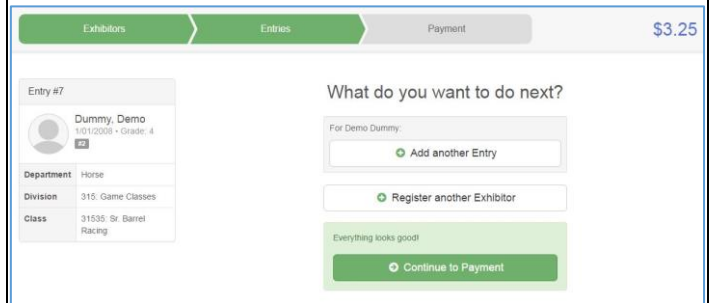 Exhibitors
Entries
Payment
$3.25
Entry #7
Dummy, Demo
1/01/2008 • Grade: 4
#2
Department Horse
Division 315: Game Classes
Class 31535: Sr. Barrel
Racing
What do you want to do next?
For Demo Dummy:
Add another Entry
Register another Exhibitor
Everything looks good!
Continue to Payment